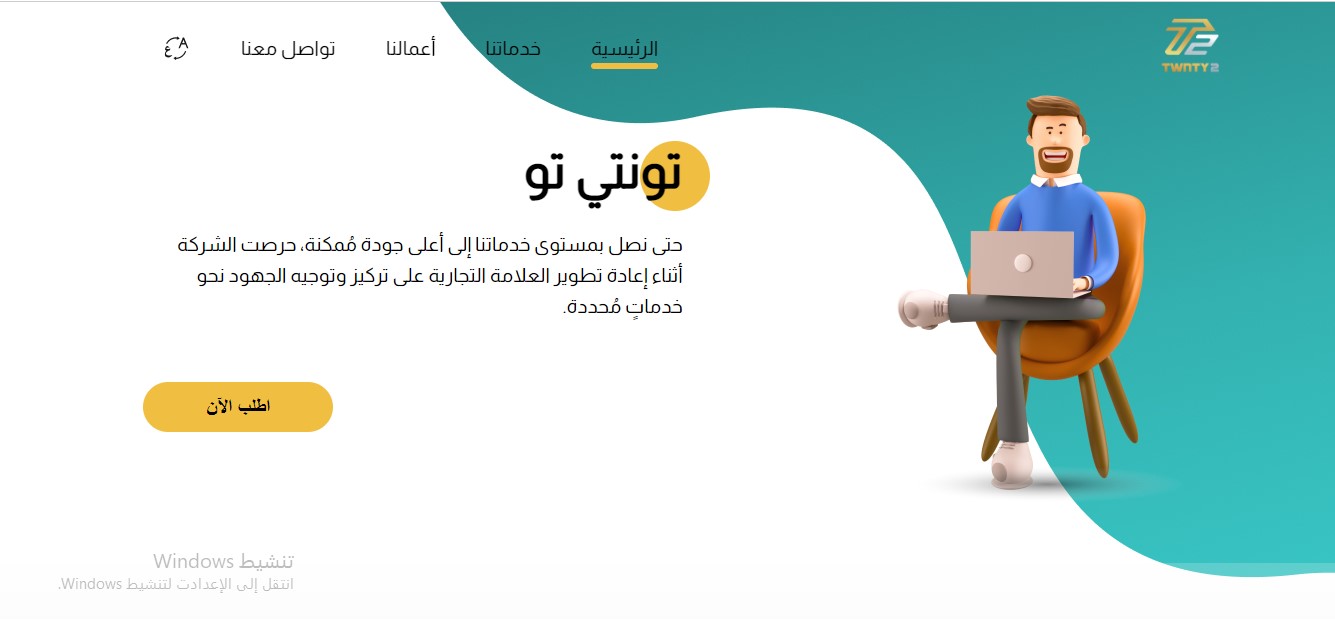 TWNTY2
الرئيسية
خدماتنا
أعمالنا
تواصل معنا
A ع
تونتي تو
حتى نصل بمستوى خدماتنا إلى أعلى جودة مُمكنة، حرصت الشركة
أثناء إعادة تطوير العلامة التجارية على تركيز وتوجيه الجهود نحو
خدماتٍ مُحددة.
اطلب الآن
تنشيط Windows
انتقل إلى الإعدادت لتنشيط Windows.